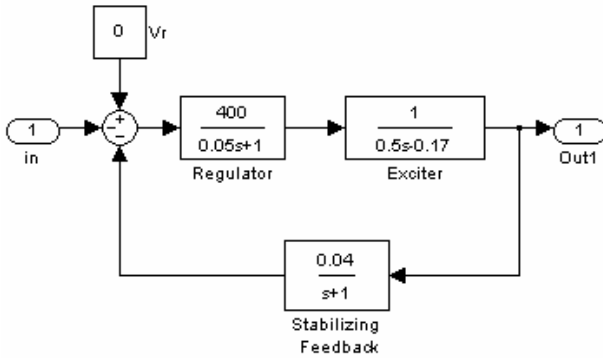 0
Vr
+
−
−
1
in
400
0.05s+1
Regulator
1
0.5s-0.17
Exciter
1
Out1
0.04
s+1
Stabilizing
Feedback